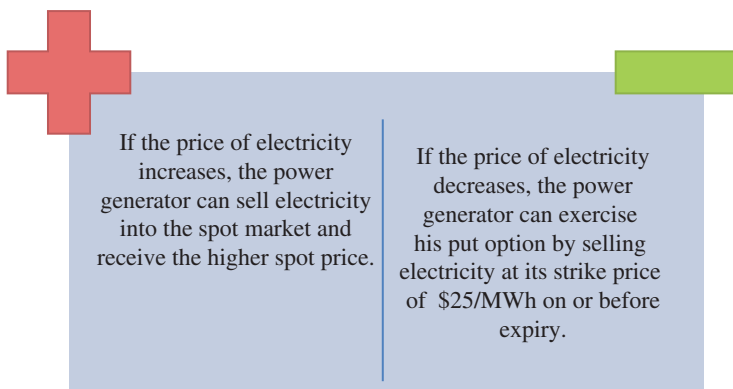 If the price of electricity
increases, the power
generator can sell electricity
into the spot market and
receive the higher spot price.
If the price of electricity
decreases, the power
generator can exercise
his put option by selling
electricity at its strike price
of $25/MWh on or before
expiry.